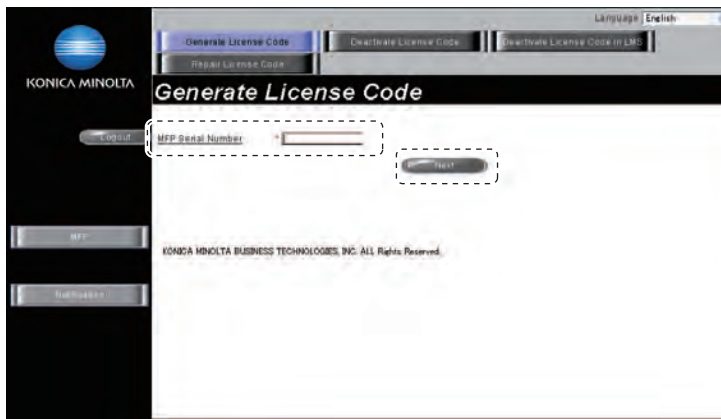 Language English
Generate License Code
Deactivate License Code
Deactivate License Code in LMS
Repair License Code
KONICA MINOLTA
Generate License Code
Logout
MFP Serial Number *
Next
MFP
KONICA MINOLTA BUSINESS TECHNOLOGIES, INC. ALL Rights Reserved.
Notification